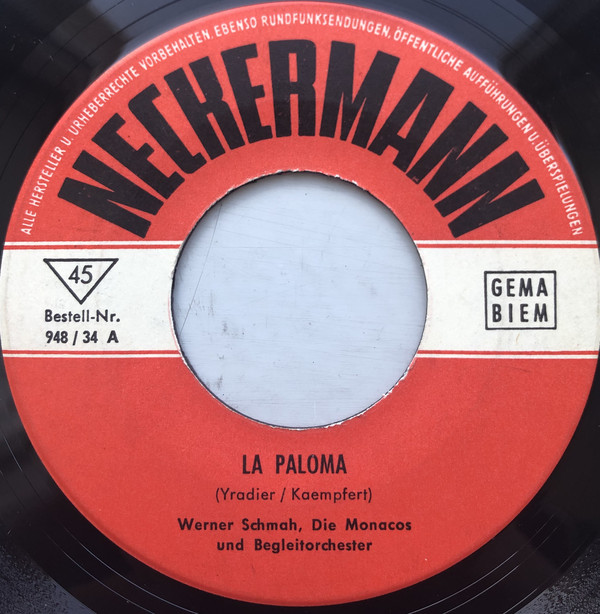 ALLE HERSTELLER U. URHEBERRECHTE VORBEHALTEN. EBENSO RUNDFUNKSENDUNGEN, ÖFFENTLICHE AUFFÜHRUNGEN U. ÜBERSPIELUNGEN
NECKERMANN
45
Bestell-Nr.
948 / 34 A
GEMA
BIEM
LA PALOMA
(Yradier / Kaempfert)
Werner Schmah, Die Monacos
und Begleitorchester